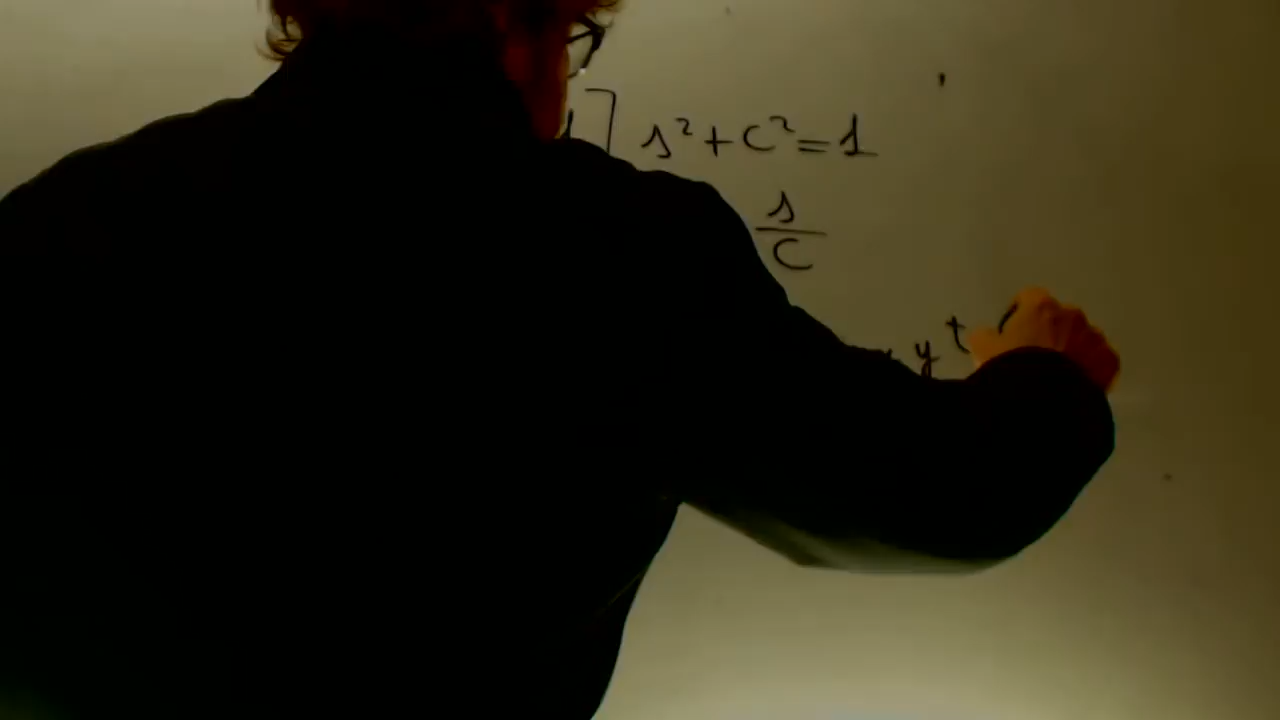 ] s²+c²=1
s/c
y t